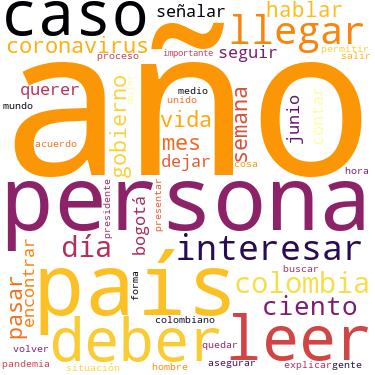 caso
señalar
hablar
llegar
coronavirus
seguir
proceso
importante
permitir
salir
año
querer
mundo
gobierno
unido
medio
vida
semana
junio
contar
mes
acuerdo
dejar
cosa
hora
persona
presidente
presentar
día
bogotá
interesar
buscar
país
pasar
encontrar
forma
colombia
ciento
colombiano
deber
leer
volver
quedar
pandemia
situación
hombre
asegurar
explicar
gente